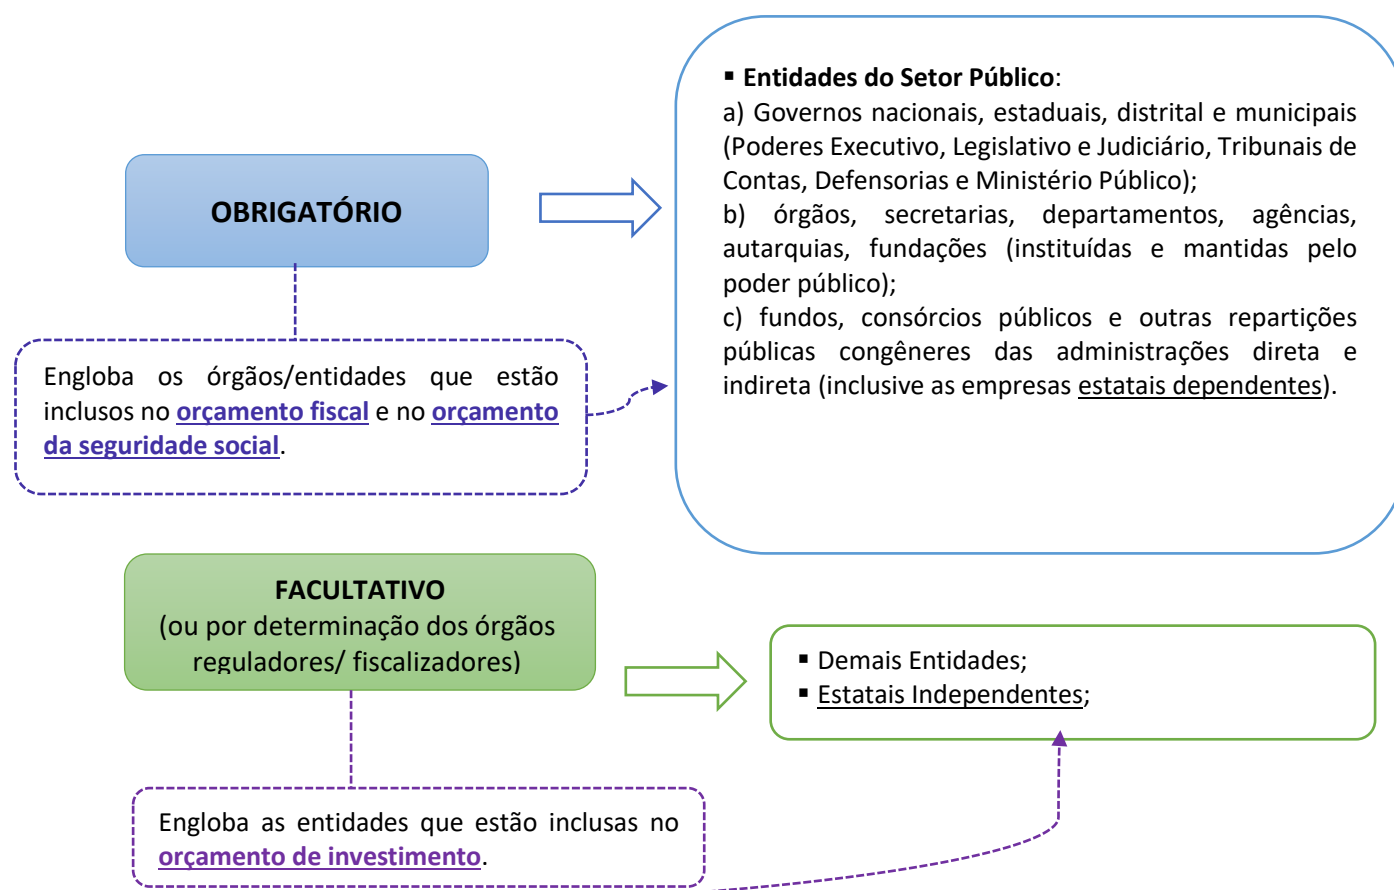 ▪ Entidades do Setor Público:
a) Governos nacionais, estaduais, distrital e municipais
(Poderes Executivo, Legislativo e Judiciário, Tribunais de
Contas, Defensorias e Ministério Público);
b) órgãos, secretarias, departamentos, agências,
autarquias, fundações (instituídas e mantidas pelo
poder público);
c) fundos, consórcios públicos e outras repartições
públicas congêneres das administrações direta e
indireta (inclusive as empresas estatais dependentes).
OBRIGATÓRIO
Engloba os órgãos/entidades que estão
inclusos no orçamento fiscal e no orçamento
da seguridade social.
FACULTATIVO
(ou por determinação dos órgãos
reguladores/ fiscalizadores)
▪ Demais Entidades;
▪ Estatais Independentes;
Engloba as entidades que estão inclusas no
orçamento de investimento.